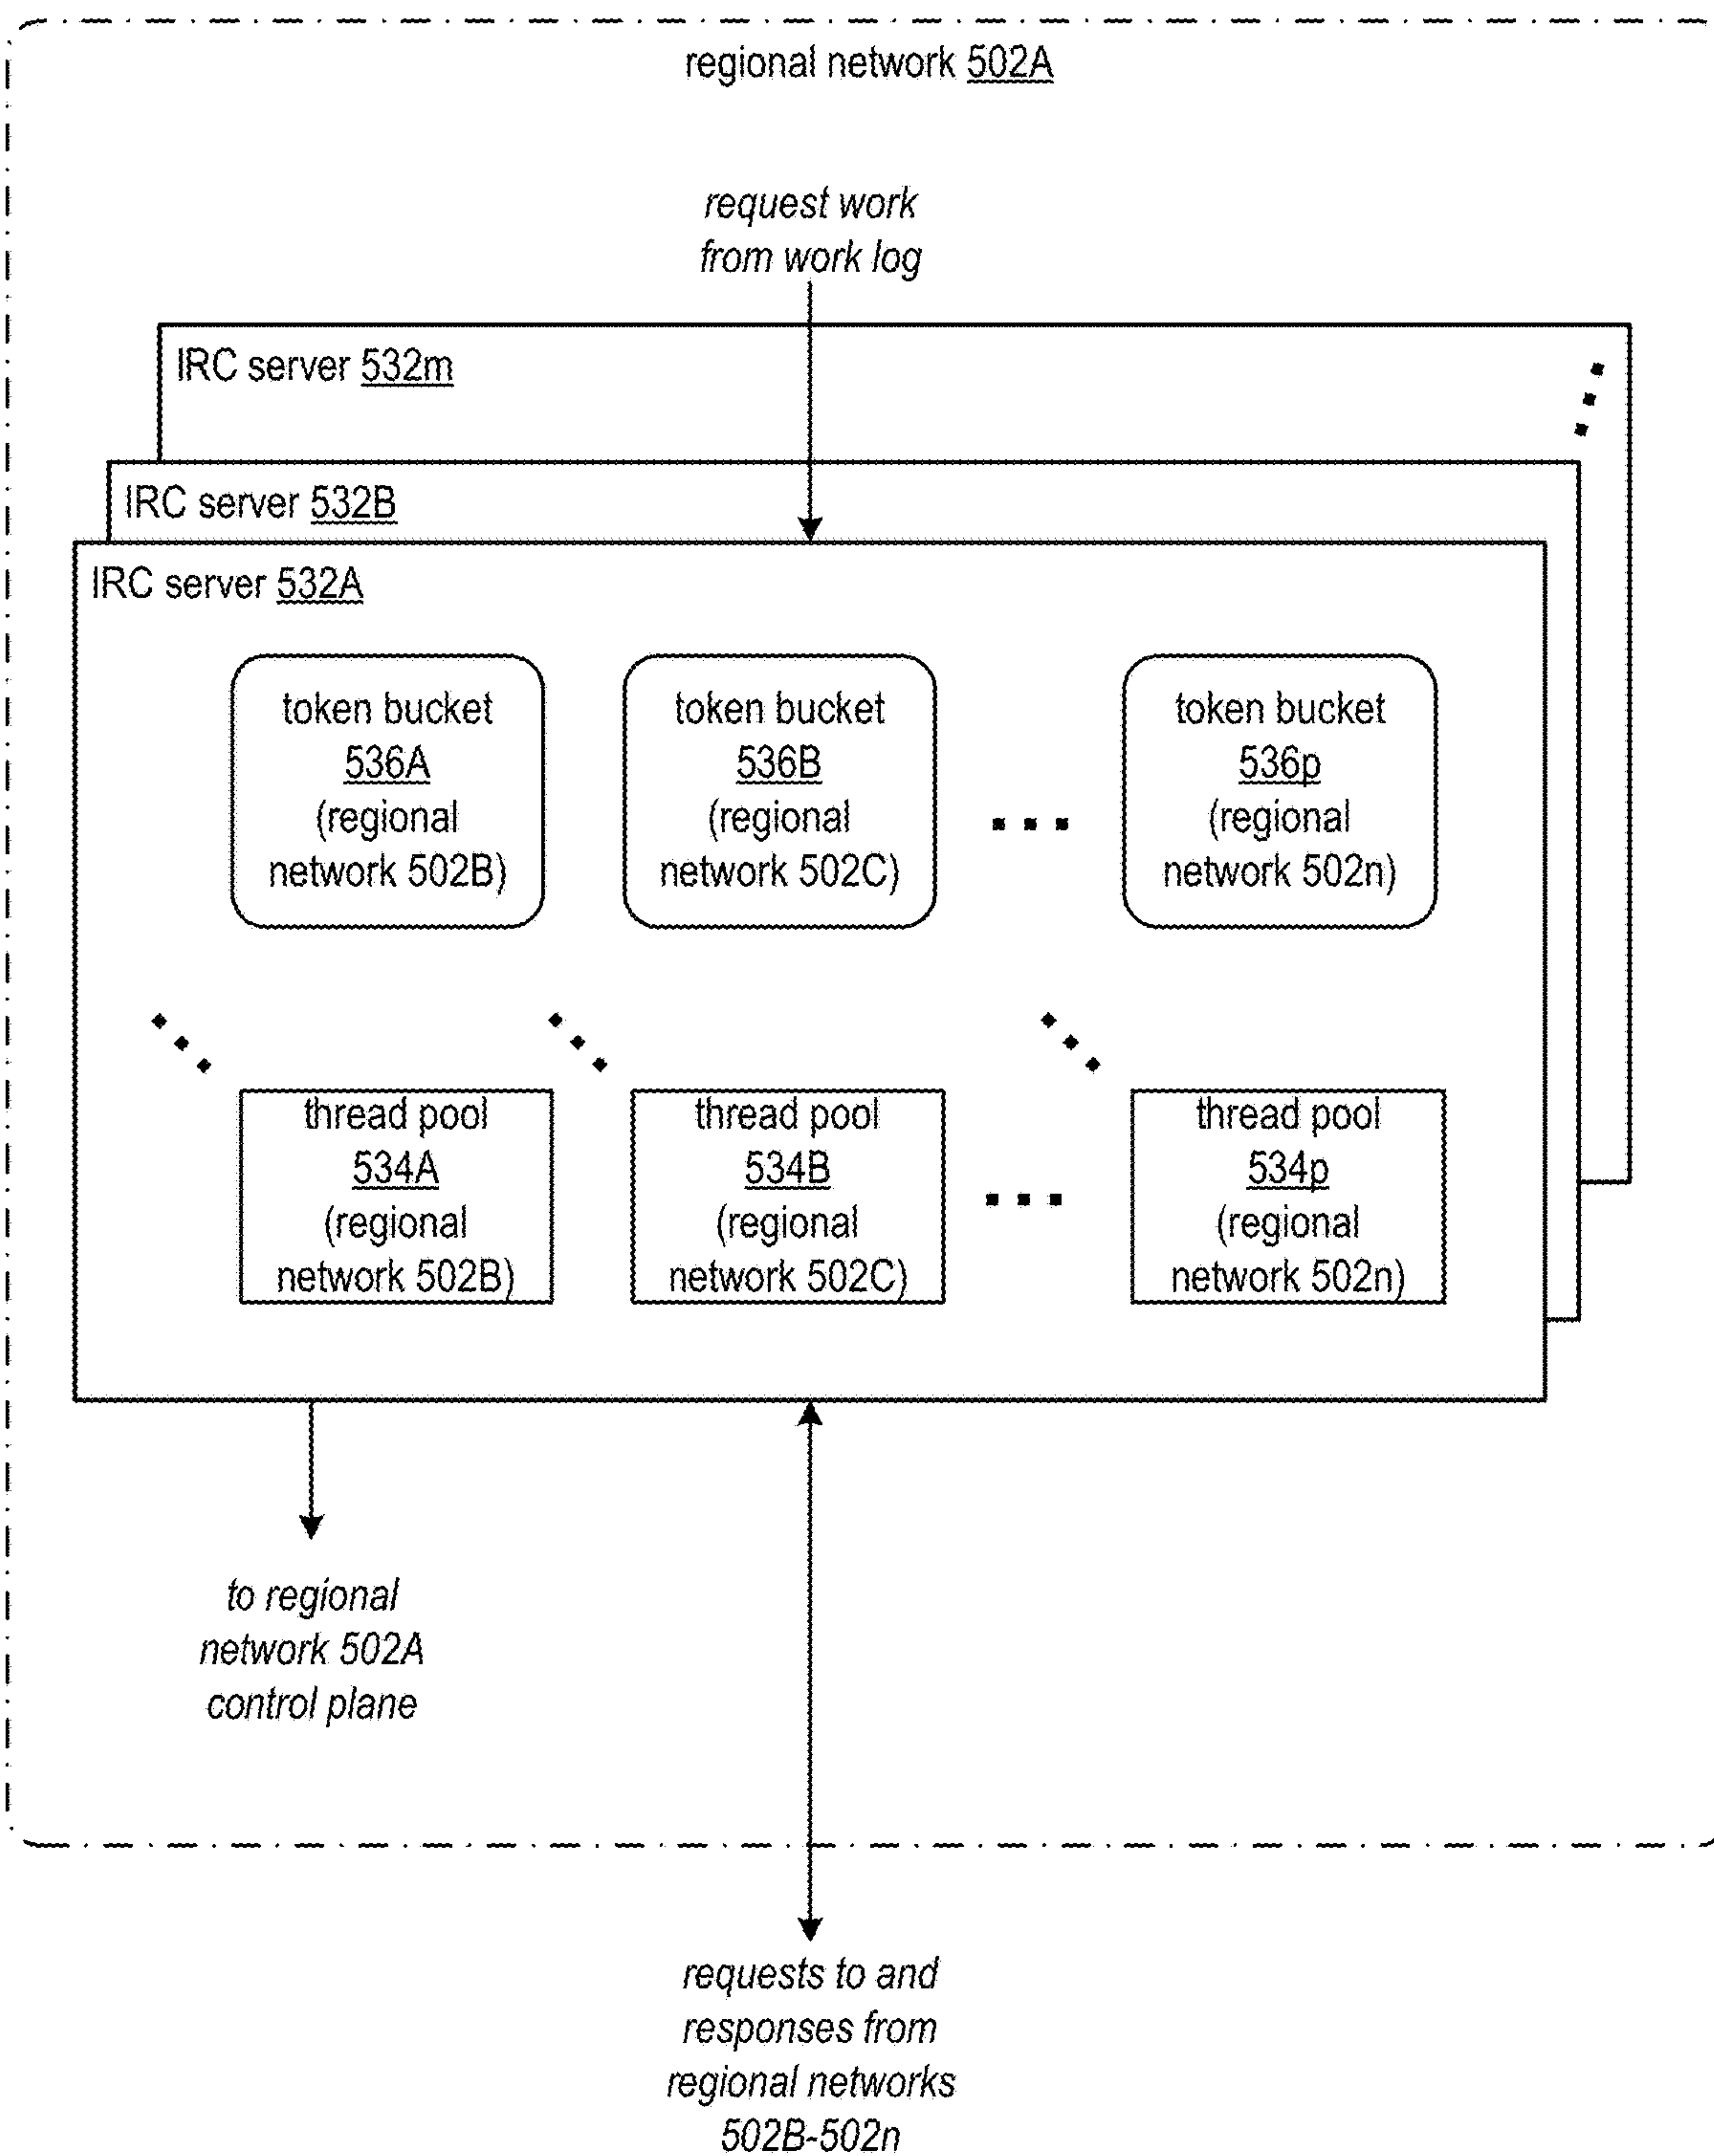 regional network 502A
request work
from work log
IRC server 532m
IRC server 532B
IRC server 532A
token bucket
536A
(regional
network 502B)
token bucket
536B
(regional
network 502C)
token bucket
536p
(regional
network 502n)
thread pool
534A
(regional
network 502B)
thread pool
534B
(regional
network 502C)
thread pool
534p
(regional
network 502n)
to regional
network 502A
control plane
requests to and
responses from
regional networks
502B-502n